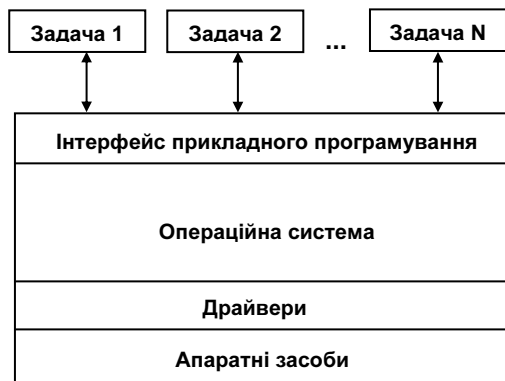 Задача 1 Задача 2 ... Задача N
Інтерфейс прикладного програмування
Операційна система
Драйвери
Апаратні засоби